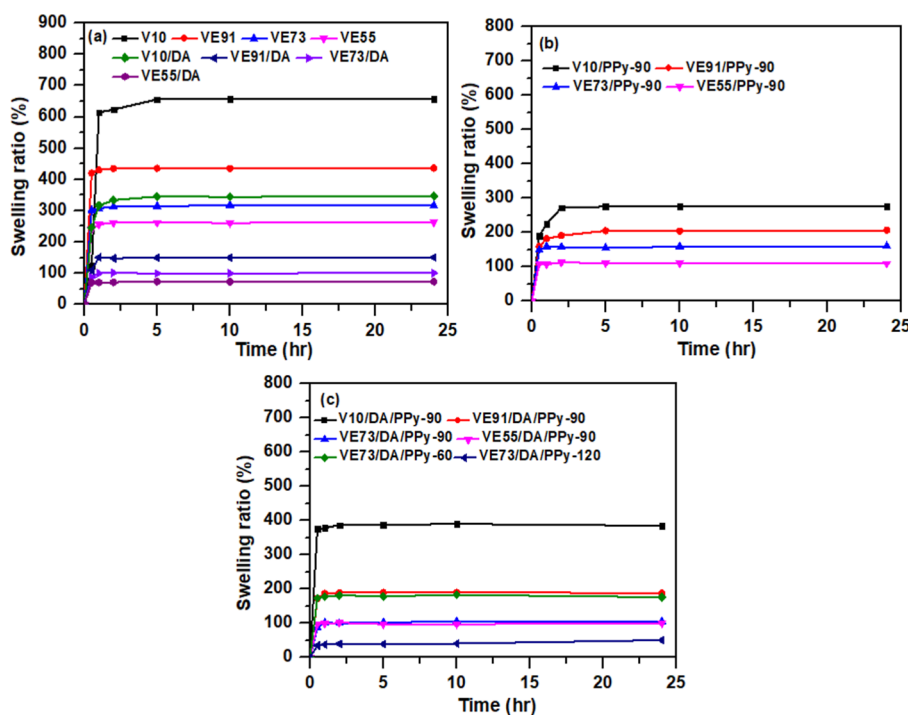 900
800
700
600
500
400
300
200
100
0
Swelling ratio (%)
(a) V10 VE91 VE73 VE55
V10/DA VE91/DA VE73/DA
VE55/DA
0 5 10 15 20 25
Time (hr)
800
700
600
500
400
300
200
100
0
Swelling ratio (%)
(b)
V10/PPy-90 VE91/PPy-90
VE73/PPy-90 VE55/PPy-90
0 5 10 15 20 25
Time (hr)
800
700
600
500
400
300
200
100
0
Swelling ratio (%)
(c)
V10/DA/PPy-90 VE91/DA/PPy-90
VE73/DA/PPy-90 VE55/DA/PPy-90
VE73/DA/PPy-60 VE73/DA/PPy-120
0 5 10 15 20 25
Time (hr)